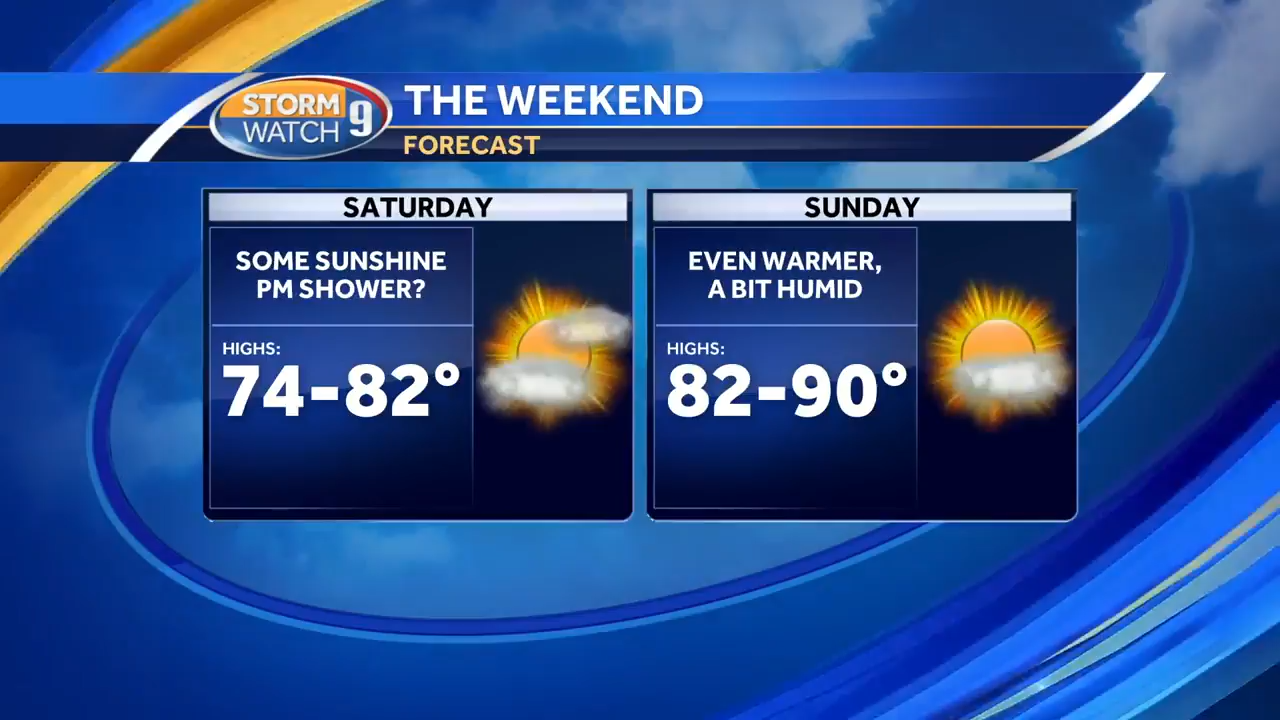 STORM
WATCH 9
THE WEEKEND
FORECAST
SATURDAY
SOME SUNSHINE
PM SHOWER?
HIGHS:
74-82°
SUNDAY
EVEN WARMER,
A BIT HUMID
HIGHS:
82-90°